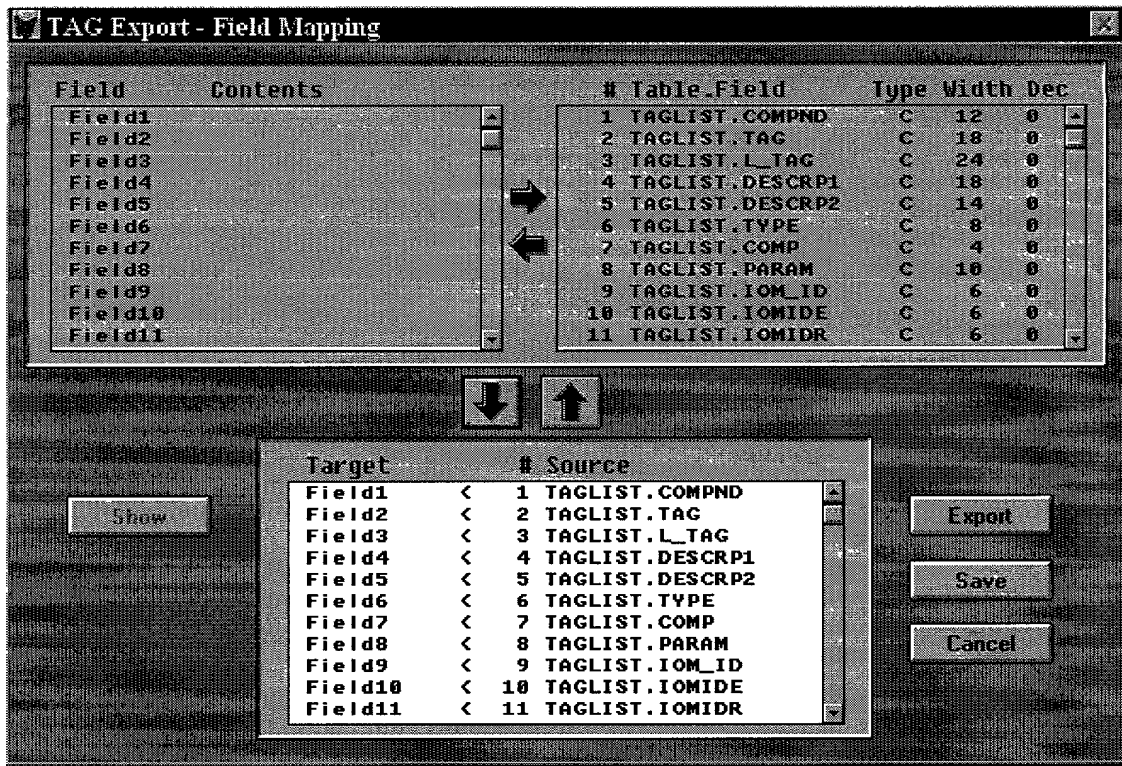 TAG Export - Field Mapping
Field Contents
Field1
Field2
Field3
Field4
Field5
Field6
Field7
Field8
Field9
Field10
Field11
# Table.Field Type Width Dec
1 TAGLIST.COMPND C 12 0
2 TAGLIST.TAG C 18 0
3 TAGLIST.L_TAG C 24 0
4 TAGLIST.DESCRP1 C 18 0
5 TAGLIST.DESCRP2 C 14 0
6 TAGLIST.TYPE C 8 0
7 TAGLIST.COMP C 4 0
8 TAGLIST.PARAM C 10 0
9 TAGLIST.IOM_ID C 6 0
10 TAGLIST.IOMIDE C 6 0
11 TAGLIST.IOMIDR C 6 0
Target # Source
Field1 < 1 TAGLIST.COMPND
Field2 < 2 TAGLIST.TAG
Field3 < 3 TAGLIST.L_TAG
Field4 < 4 TAGLIST.DESCRP1
Field5 < 5 TAGLIST.DESCRP2
Field6 < 6 TAGLIST.TYPE
Field7 < 7 TAGLIST.COMP
Field8 < 8 TAGLIST.PARAM
Field9 < 9 TAGLIST.IOM_ID
Field10 < 10 TAGLIST.IOMIDE
Field11 < 11 TAGLIST.IOMIDR
Show
Export
Save
Cancel